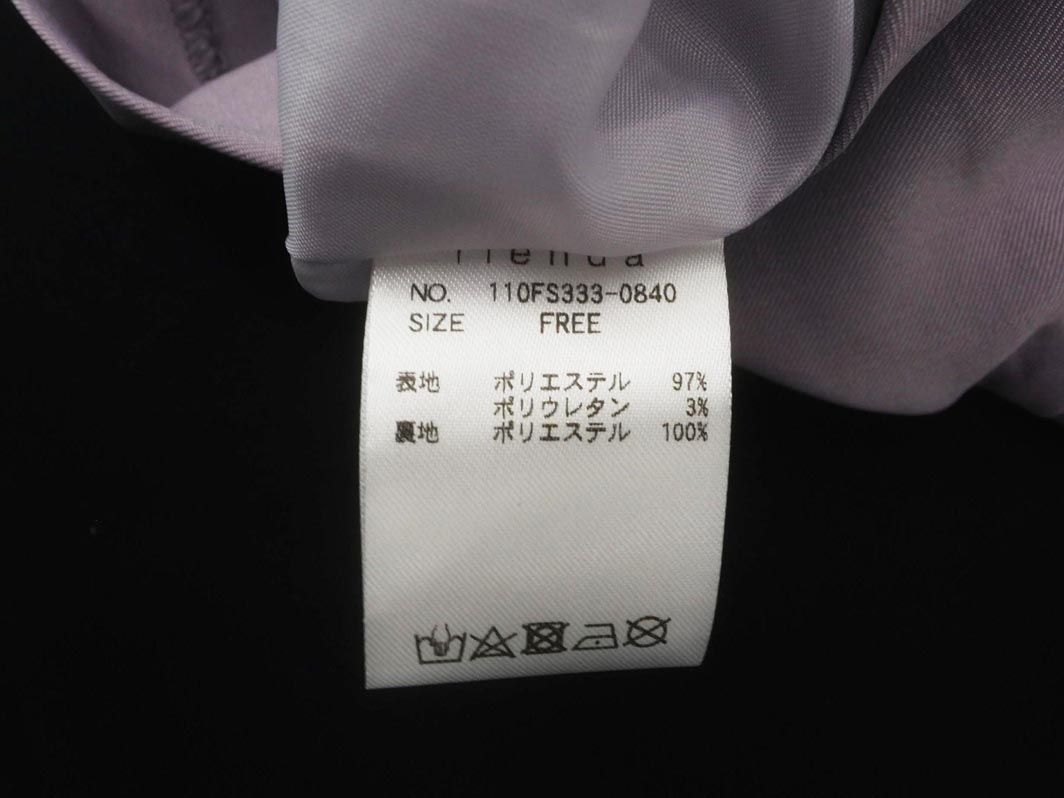 rienda
NO. 110FS333-0840
SIZE FREE
表地 ポリエステル 97%
ポリウレタン 3%
裏地 ポリエステル 100%